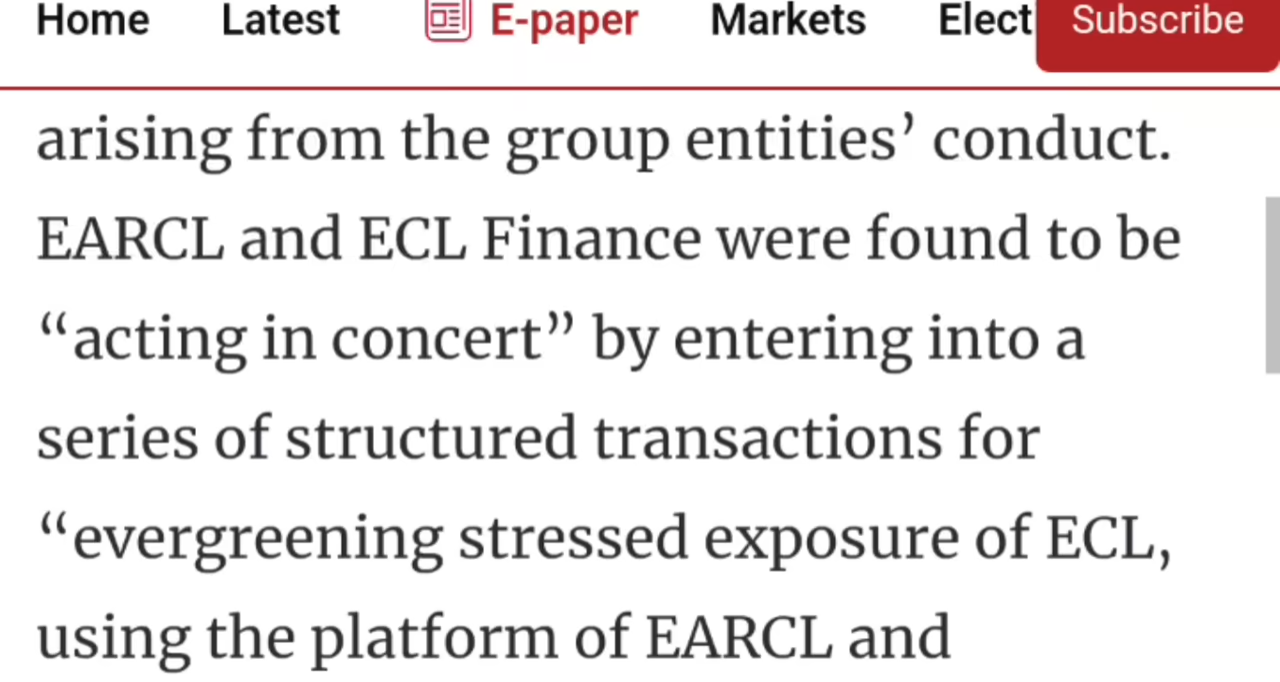 Home Latest E-paper Markets Elect Subscribe
arising from the group entities’ conduct.
EARCL and ECL Finance were found to be
“acting in concert” by entering into a
series of structured transactions for
“evergreening stressed exposure of ECL,
using the platform of EARCL and